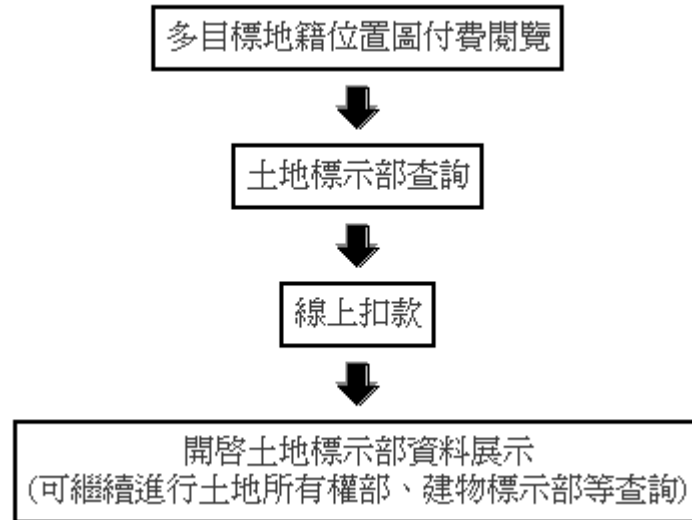 多目標地籍位置圖付費閱覽
土地標示部查詢
線上扣款
開啓土地標示部資料展示
(可繼續進行土地所有權部、建物標示部等查詢)